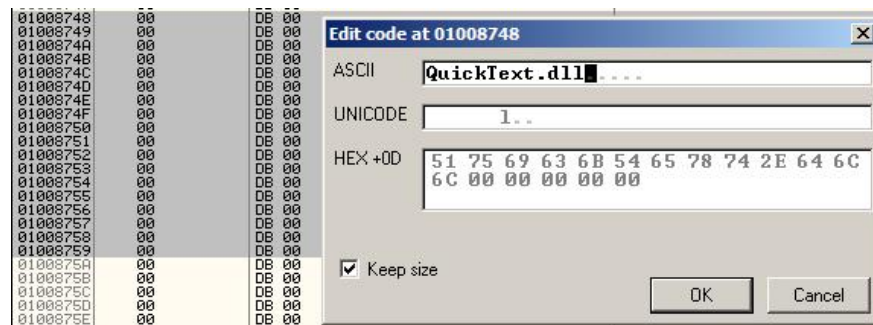 01008748 00 DB 00
01008749 00 DB 00
0100874A 00 DB 00
0100874B 00 DB 00
0100874C 00 DB 00
0100874D 00 DB 00
0100874E 00 DB 00
0100874F 00 DB 00
01008750 00 DB 00
01008751 00 DB 00
01008752 00 DB 00
01008753 00 DB 00
01008754 00 DB 00
01008755 00 DB 00
01008756 00 DB 00
01008757 00 DB 00
01008758 00 DB 00
01008759 00 DB 00
0100875A 00 DB 00
0100875B 00 DB 00
0100875C 00 DB 00
0100875D 00 DB 00
0100875E 00 DB 00
Edit code at 01008748
ASCII QuickText.dll.....
UNICODE l..
HEX +0D 51 75 69 63 6B 54 65 78 74 2E 64 6C
6C 00 00 00 00 00
Keep size
OK Cancel